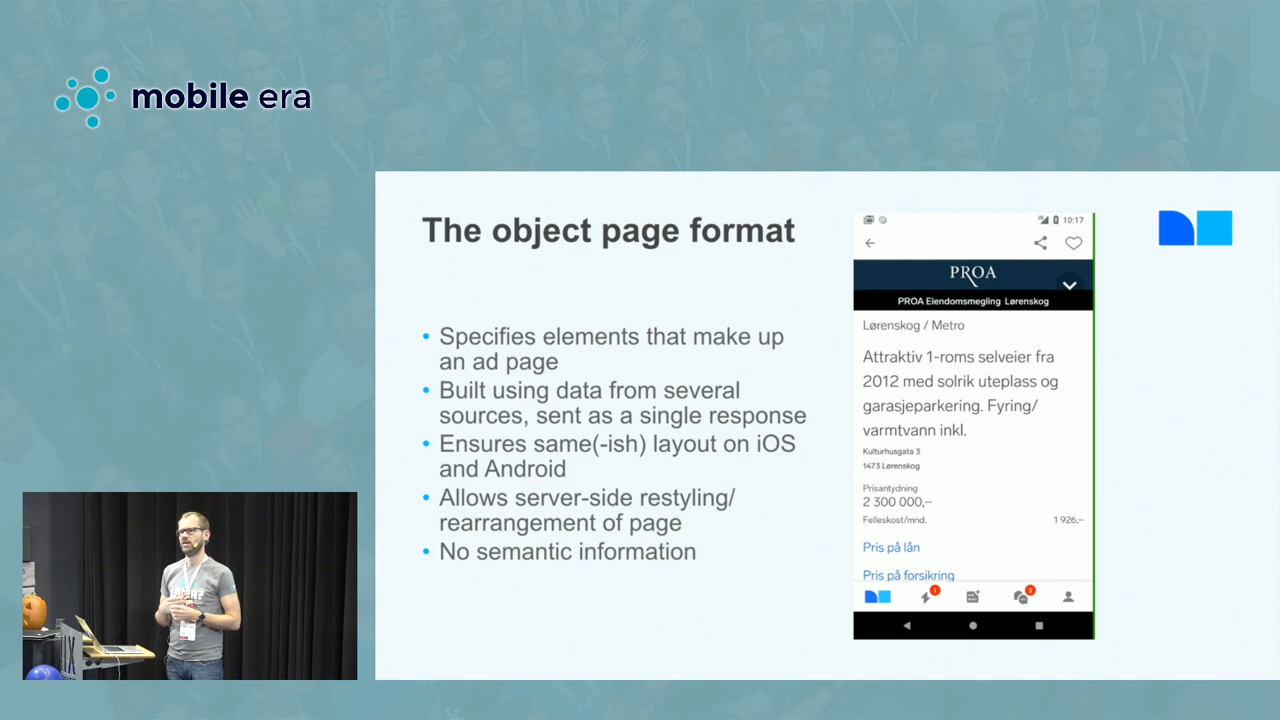 mobile era
The object page format
• Specifies elements that make up
an ad page
• Built using data from several
sources, sent as a single response
• Ensures same(-ish) layout on iOS
and Android
• Allows server-side restyling/
rearrangement of page
• No semantic information
10:17
PROA
PROA Eiendomsmegling Lørenskog
Lørenskog / Metro
Attraktiv 1-roms selveier fra
2012 med solrik uteplass og
garasjeparkering. Fyring/
varmtvann inkl.
Kulturhusgata 3
1473 Lørenskog
Prisantydning
2 300 000,–
Felleskost/mnd. 1 926,–
Pris på lån
Pris på forsikring
1
3